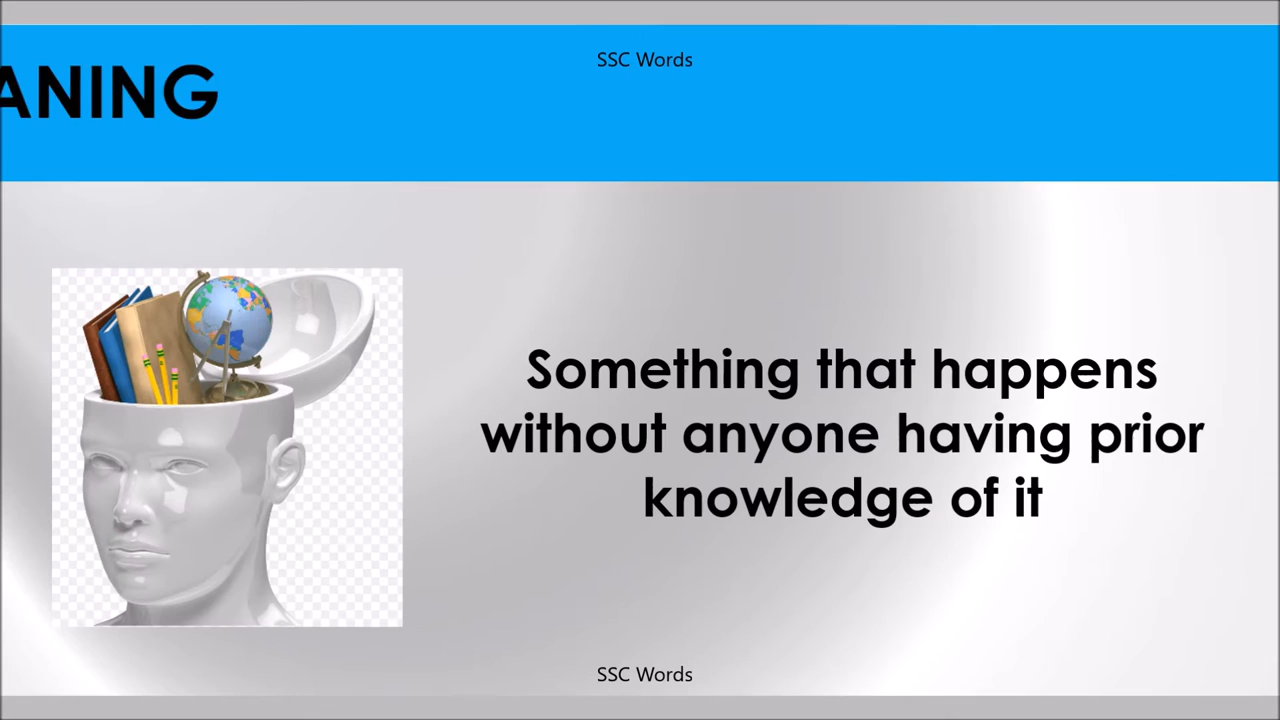 SSC Words
ANING
Something that happens
without anyone having prior
knowledge of it
SSC Words